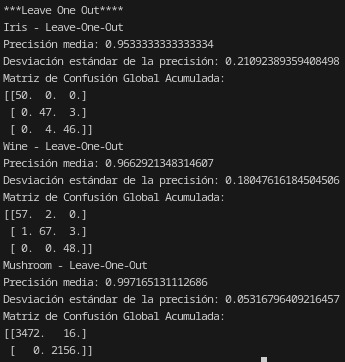 ***Leave One Out****
Iris - Leave-One-Out
Precisión media: 0.9533333333333334
Desviación estándar de la precisión: 0.21092389359408498
Matriz de Confusión Global Acumulada:
[[50.  0.  0.]
 [ 0. 47.  3.]
 [ 0.  4. 46.]]
Wine - Leave-One-Out
Precisión media: 0.9662921348314607
Desviación estándar de la precisión: 0.18047616184504506
Matriz de Confusión Global Acumulada:
[[57.  2.  0.]
 [ 1. 67.  3.]
 [ 0.  0. 48.]]
Mushroom - Leave-One-Out
Precisión media: 0.997165131112686
Desviación estándar de la precisión: 0.05316796409216457
Matriz de Confusión Global Acumulada:
[[3472.   16.]
 [   0. 2156.]]